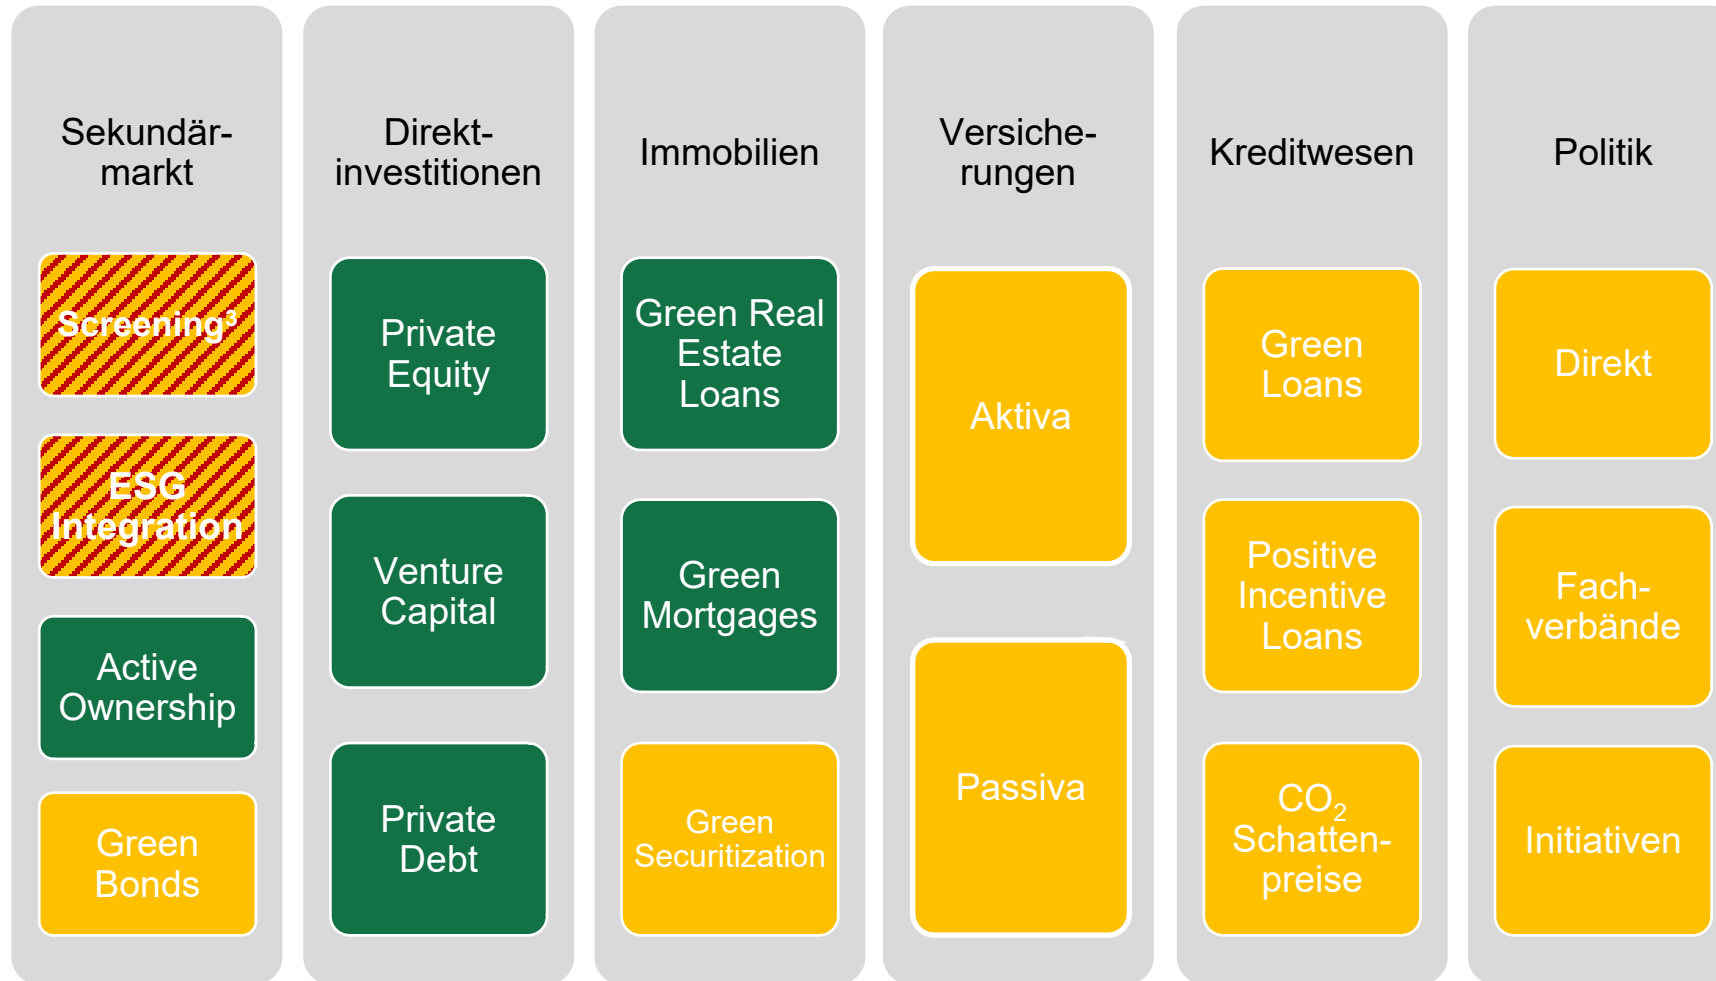 Sekundär-
markt
Screening³
ESG
Integration
Active
Ownership
Green
Bonds
Direkt-
investitionen
Private
Equity
Venture
Capital
Private
Debt
Immobilien
Green Real
Estate
Loans
Green
Mortgages
Green
Securitization
Versiche-
rungen
Aktiva
Passiva
Kreditwesen
Green
Loans
Positive
Incentive
Loans
CO₂
Schatten-
preise
Politik
Direkt
Fach-
verbände
Initiativen